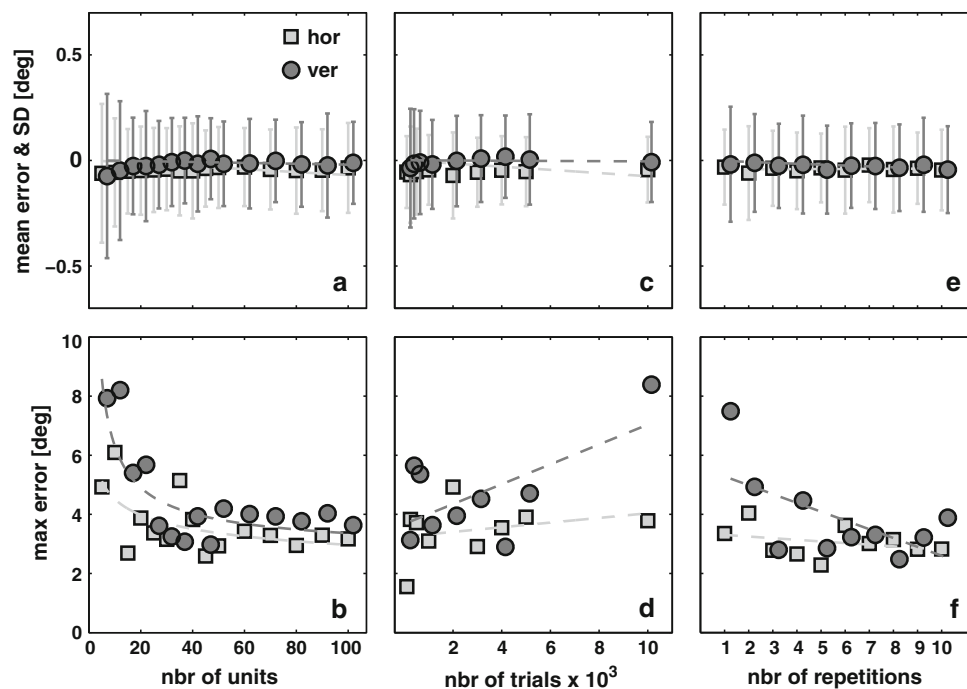 0.5
hor
ver
mean error & SD [deg]
0
−0.5
a
c
e
10
8
6
max error [deg]
4
2
b
d
f
0
0 20 40 60 80 100
2 4 6 8 10
1 2 3 4 5 6 7 8 9 10
nbr of units
nbr of trials x 10³
nbr of repetitions